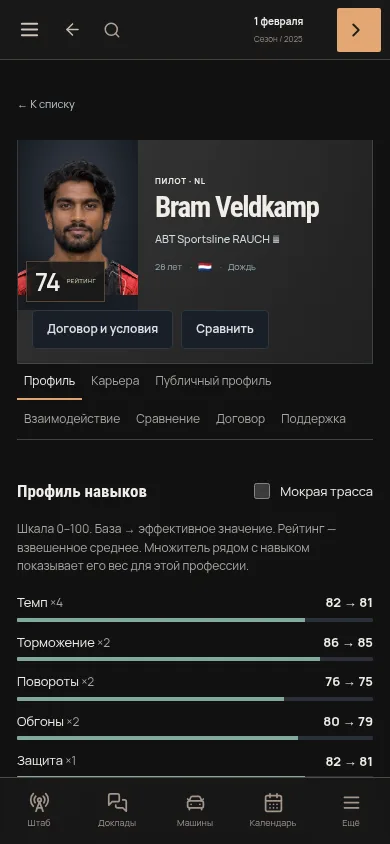 1 февраля
Сезон / 2025
← К списку
ПИЛОТ · NL
Bram Veldkamp
ABT Sportsline RAUCH
28 лет · · Дождь
74 РЕЙТИНГ
Договор и условия
Сравнить
Профиль Карьера Публичный профиль
Взаимодействие Сравнение Договор Поддержка
Профиль навыков
Мокрая трасса
Шкала 0–100. База → эффективное значение. Рейтинг —
взвешенное среднее. Множитель рядом с навыком
показывает его вес для этой профессии.
Темп ×4 82 → 81
Торможение ×2 86 → 85
Повороты ×2 76 → 75
Обгоны ×2 80 → 79
Защита ×1 82 → 81
Штаб Доклады Машины Календарь Ещё